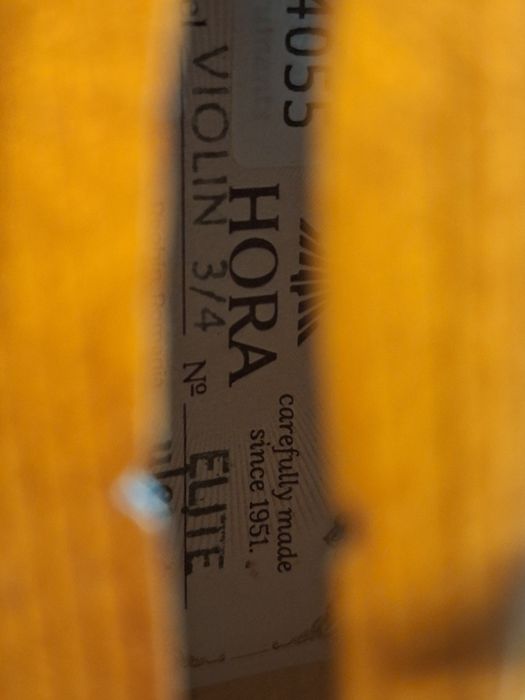 4055
HORA
carefully made
since 1951.
VIOLIN 3/4
Nº ELITE